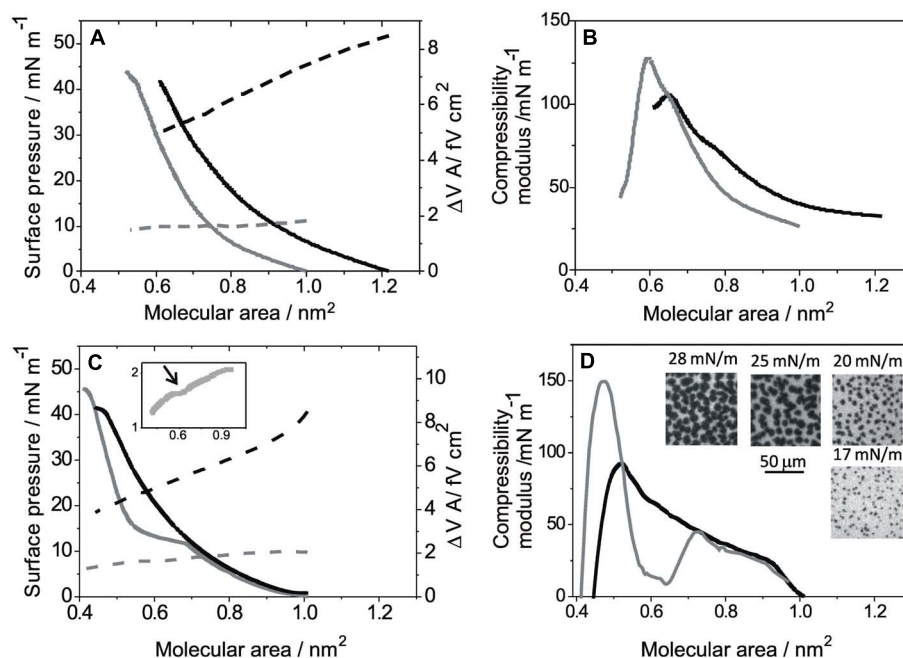 A
Surface pressure / mN m-1
50
40
30
20
10
0
8
6
4
2
0
Δ V A/ fV cm2
0.4 0.6 0.8 1.0 1.2
Molecular area / nm2
B
Compressibility
modulus /mN m-1
150
100
50
0
0.4 0.6 0.8 1.0 1.2
Molecular area / nm2
C
Surface pressure / mN m-1
50
40
30
20
10
0
2
1
0.6 0.9
10
8
6
4
2
0
Δ V A/ fV cm2
0.4 0.6 0.8 1.0 1.2
Molecular area / nm2
D
Compressibility
modulus /mN m-1
150
100
50
0
28 mN/m 25 mN/m 20 mN/m
17 mN/m
50 μm
0.4 0.6 0.8 1.0 1.2
Molecular area / nm2